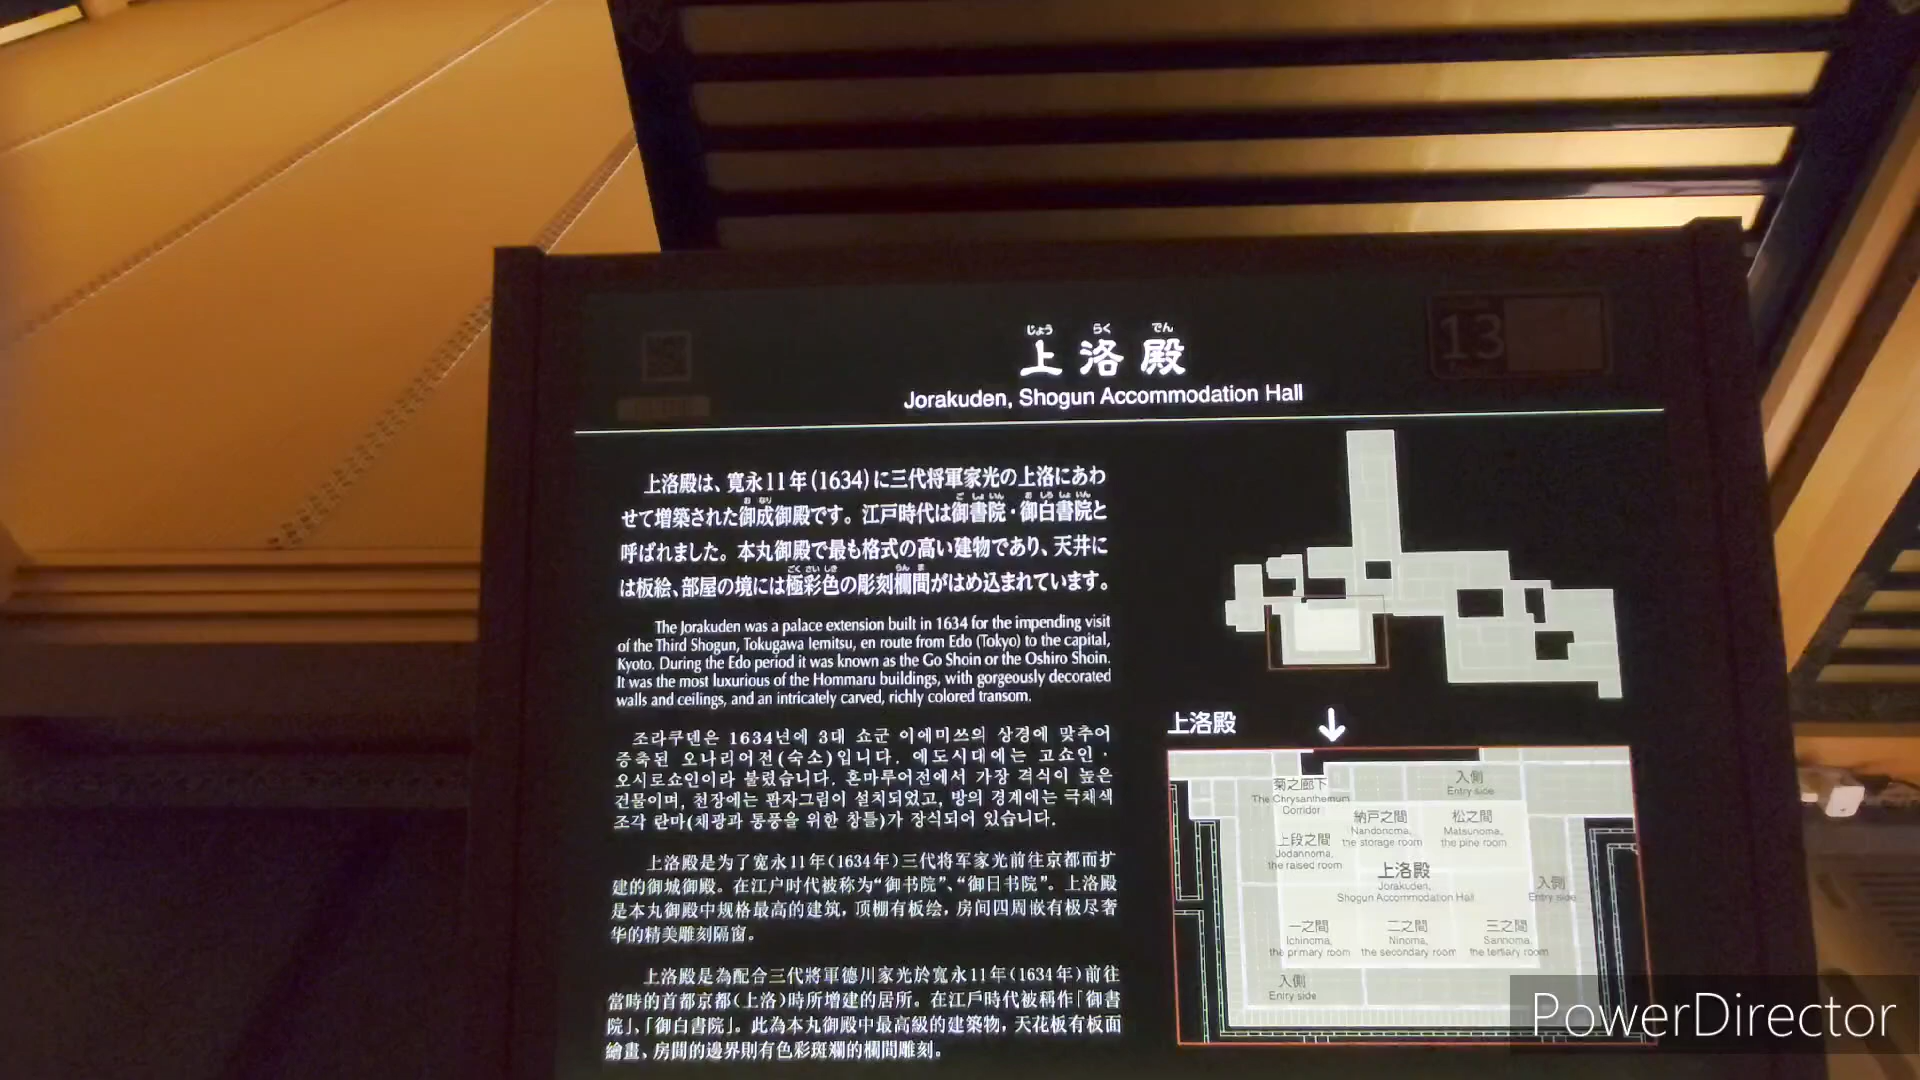 じょう らく でん
上洛殿
13
Jorakuden, Shogun Accommodation Hall
上洛殿は、寛永11年(1634)に三代将軍家光の上洛にあわ
せて増築された御成御殿です。江戸時代は御書院・御白書院と
呼ばれました。本丸御殿で最も格式の高い建物であり、天井に
は板絵、部屋の境には極彩色の彫刻欄間がはめ込まれています。
The Jorakuden was a palace extension built in 1634 for the impending visit
of the Third Shogun, Tokugawa Iemitsu, en route from Edo (Tokyo) to the capital,
Kyoto. During the Edo period it was known as the Go Shoin or the Oshiro Shoin.
It was the most luxurious of the Hommaru buildings, with gorgeously decorated
walls and ceilings, and an intricately carved, richly colored transom.
조라쿠덴은 1634년에 3대 쇼군 이에미쓰의 상경에 맞추어
증축된 오나리어전(숙소)입니다. 에도시대에는 고쇼인·
오시로쇼인이라 불렸습니다. 혼마루어전에서 가장 격식이 높은
건물이며, 천장에는 판자그림이 설치되었고, 방의 경계에는 극채색
조각 란마(채광과 통풍을 위한 창틀)가 장식되어 있습니다.
上洛殿是为了宽永11年(1634年)三代将军家光前往京都而扩
建的御城御殿。在江户时代被称为“御书院”、“御日书院”。上洛殿
是本丸御殿中规格最高的建筑，顶棚有板绘，房间四周嵌有极尽奢
华的精美雕刻隔窗。
上洛殿是為配合三代將軍德川家光於寬永11年(1634年)前往
當時的首都京都(上洛)時所增建的居所。在江戶時代被稱作「御書
院」、「御白書院」。此為本丸御殿中最高級的建築物，天花板有板面
繪畫、房間的邊界則有色彩斑斕的欄間雕刻。
上洛殿
菊之廊下
The Chrysanthemum
Corridor
入側
Entry side
納戸之間
Nandonoma,
the storage room
松之間
Matsunoma,
the pine room
上段之間
Jodannoma,
the raised room
上洛殿
Jorakuden,
Shogun Accommodation Hall
入側
Entry side
一之間
Ichinoma,
the primary room
二之間
Ninoma,
the secondary room
三之間
Sannoma,
the tertiary room
入側
Entry side
PowerDirector